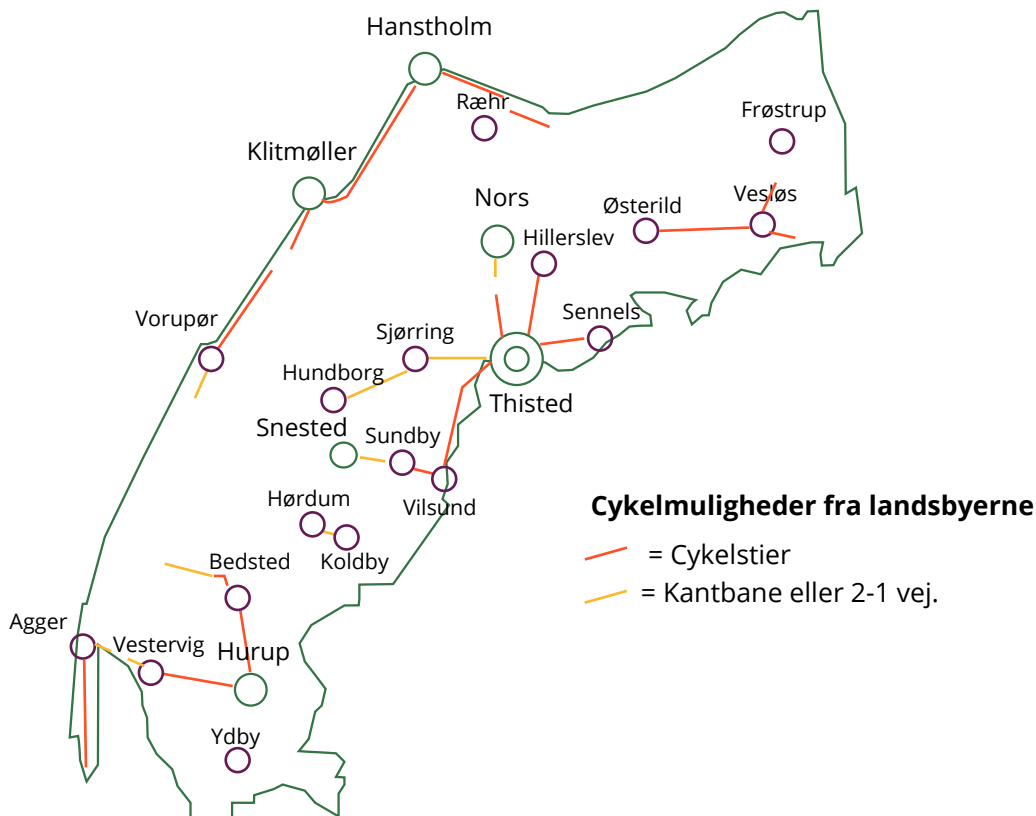 Hanstholm
Ræhr
Frøstrup
Klitmøller
Nors
Østerild
Vesløs
Hillerslev
Vorupør
Sjørring
Sennels
Hundborg
Thisted
Snested
Sundby
Hørdum
Vilsund
Cykelmuligheder fra landsbyerne
Bedsted
Koldby
= Cykelstier
= Kantbane eller 2-1 vej.
Agger
Vestervig
Hurup
Ydby